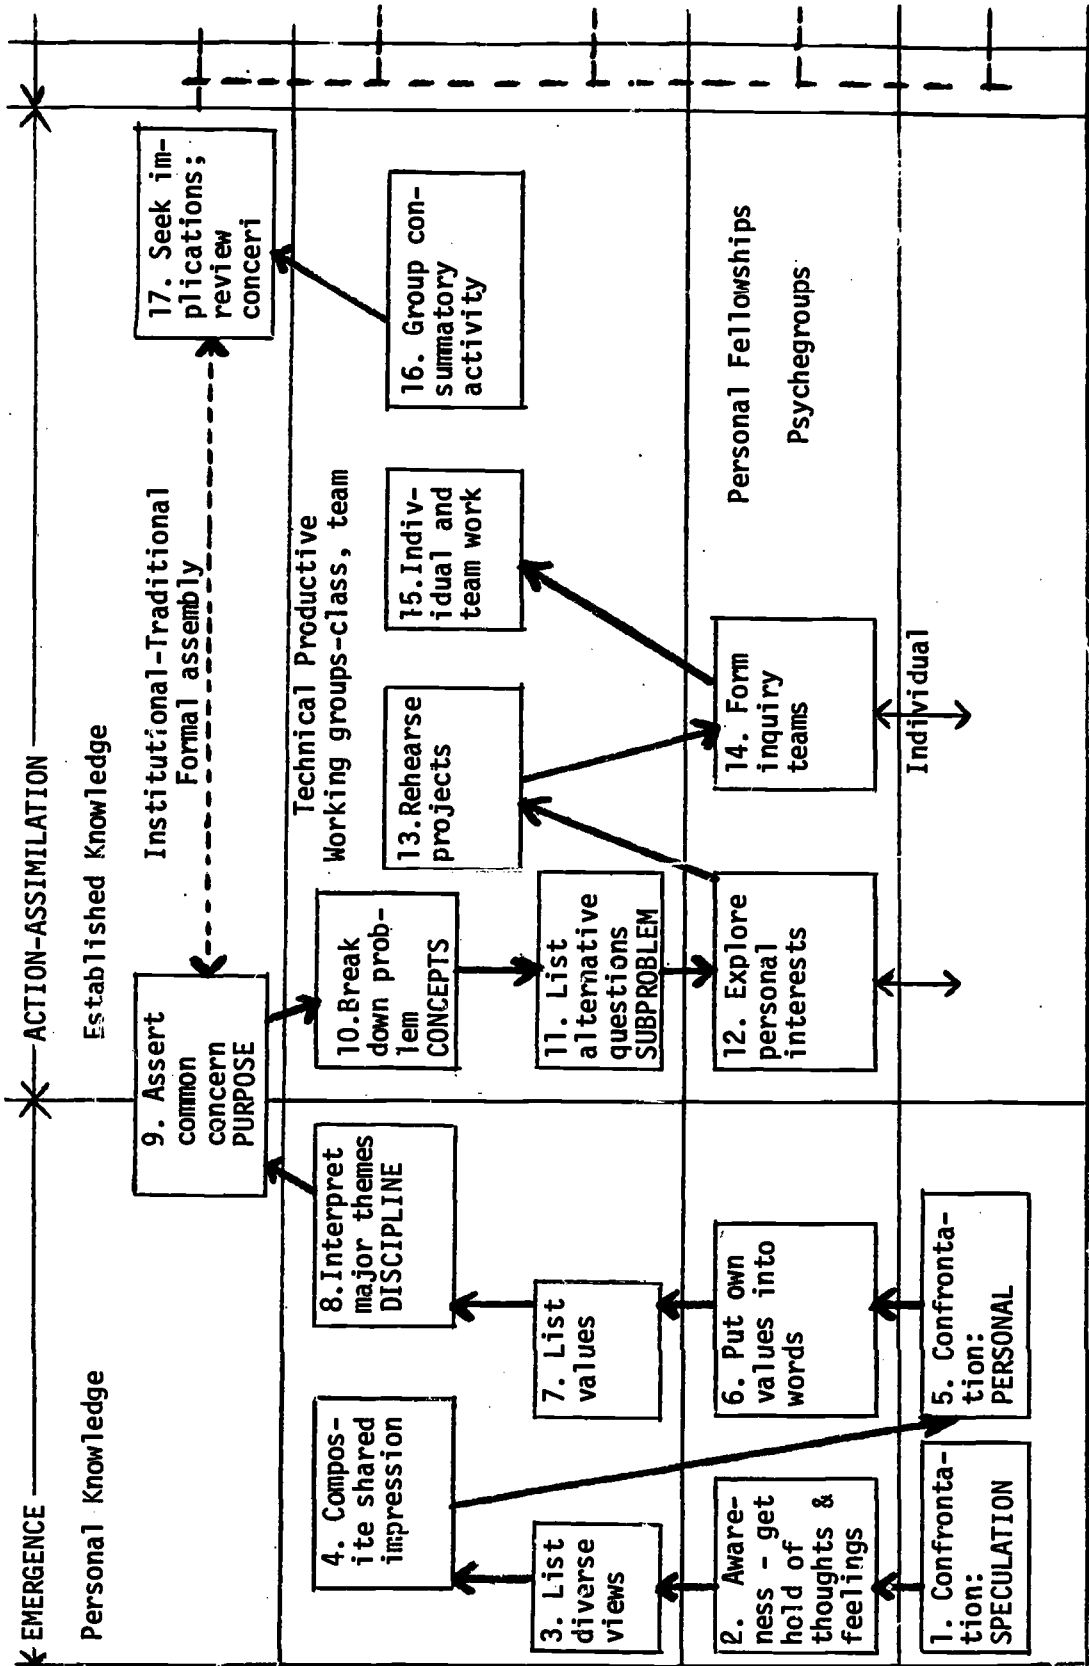 EMERGENCE
ACTION-ASSIMILATION
Personal Knowledge
Established Knowledge
Institutional-Traditional
Formal assembly
9. Assert
common
concern
PURPOSE
17. Seek im-
plications;
review
conceri
Technical Productive
Working groups-class, team
4. Compos-
ite shared
impression
8.Interpret
major themes
DISCIPLINE
10.Break
down prob-
lem
CONCEPTS
13.Rehearse
projects
15.Indiv-
idual and
team work
16. Group con-
summatory
activity
3. List
diverse
views
7. List
values
11. List
alternative
questions
SUBPROBLEM
2. Aware-
ness - get
hold of
thoughts &
feelings
6. Put own
values into
words
12. Explore
personal
interests
14. Form
inquiry
teams
Personal Fellowships
Psychegroups
1. Confronta-
tion:
SPECULATION
5. Confronta-
tion:
PERSONAL
Individual